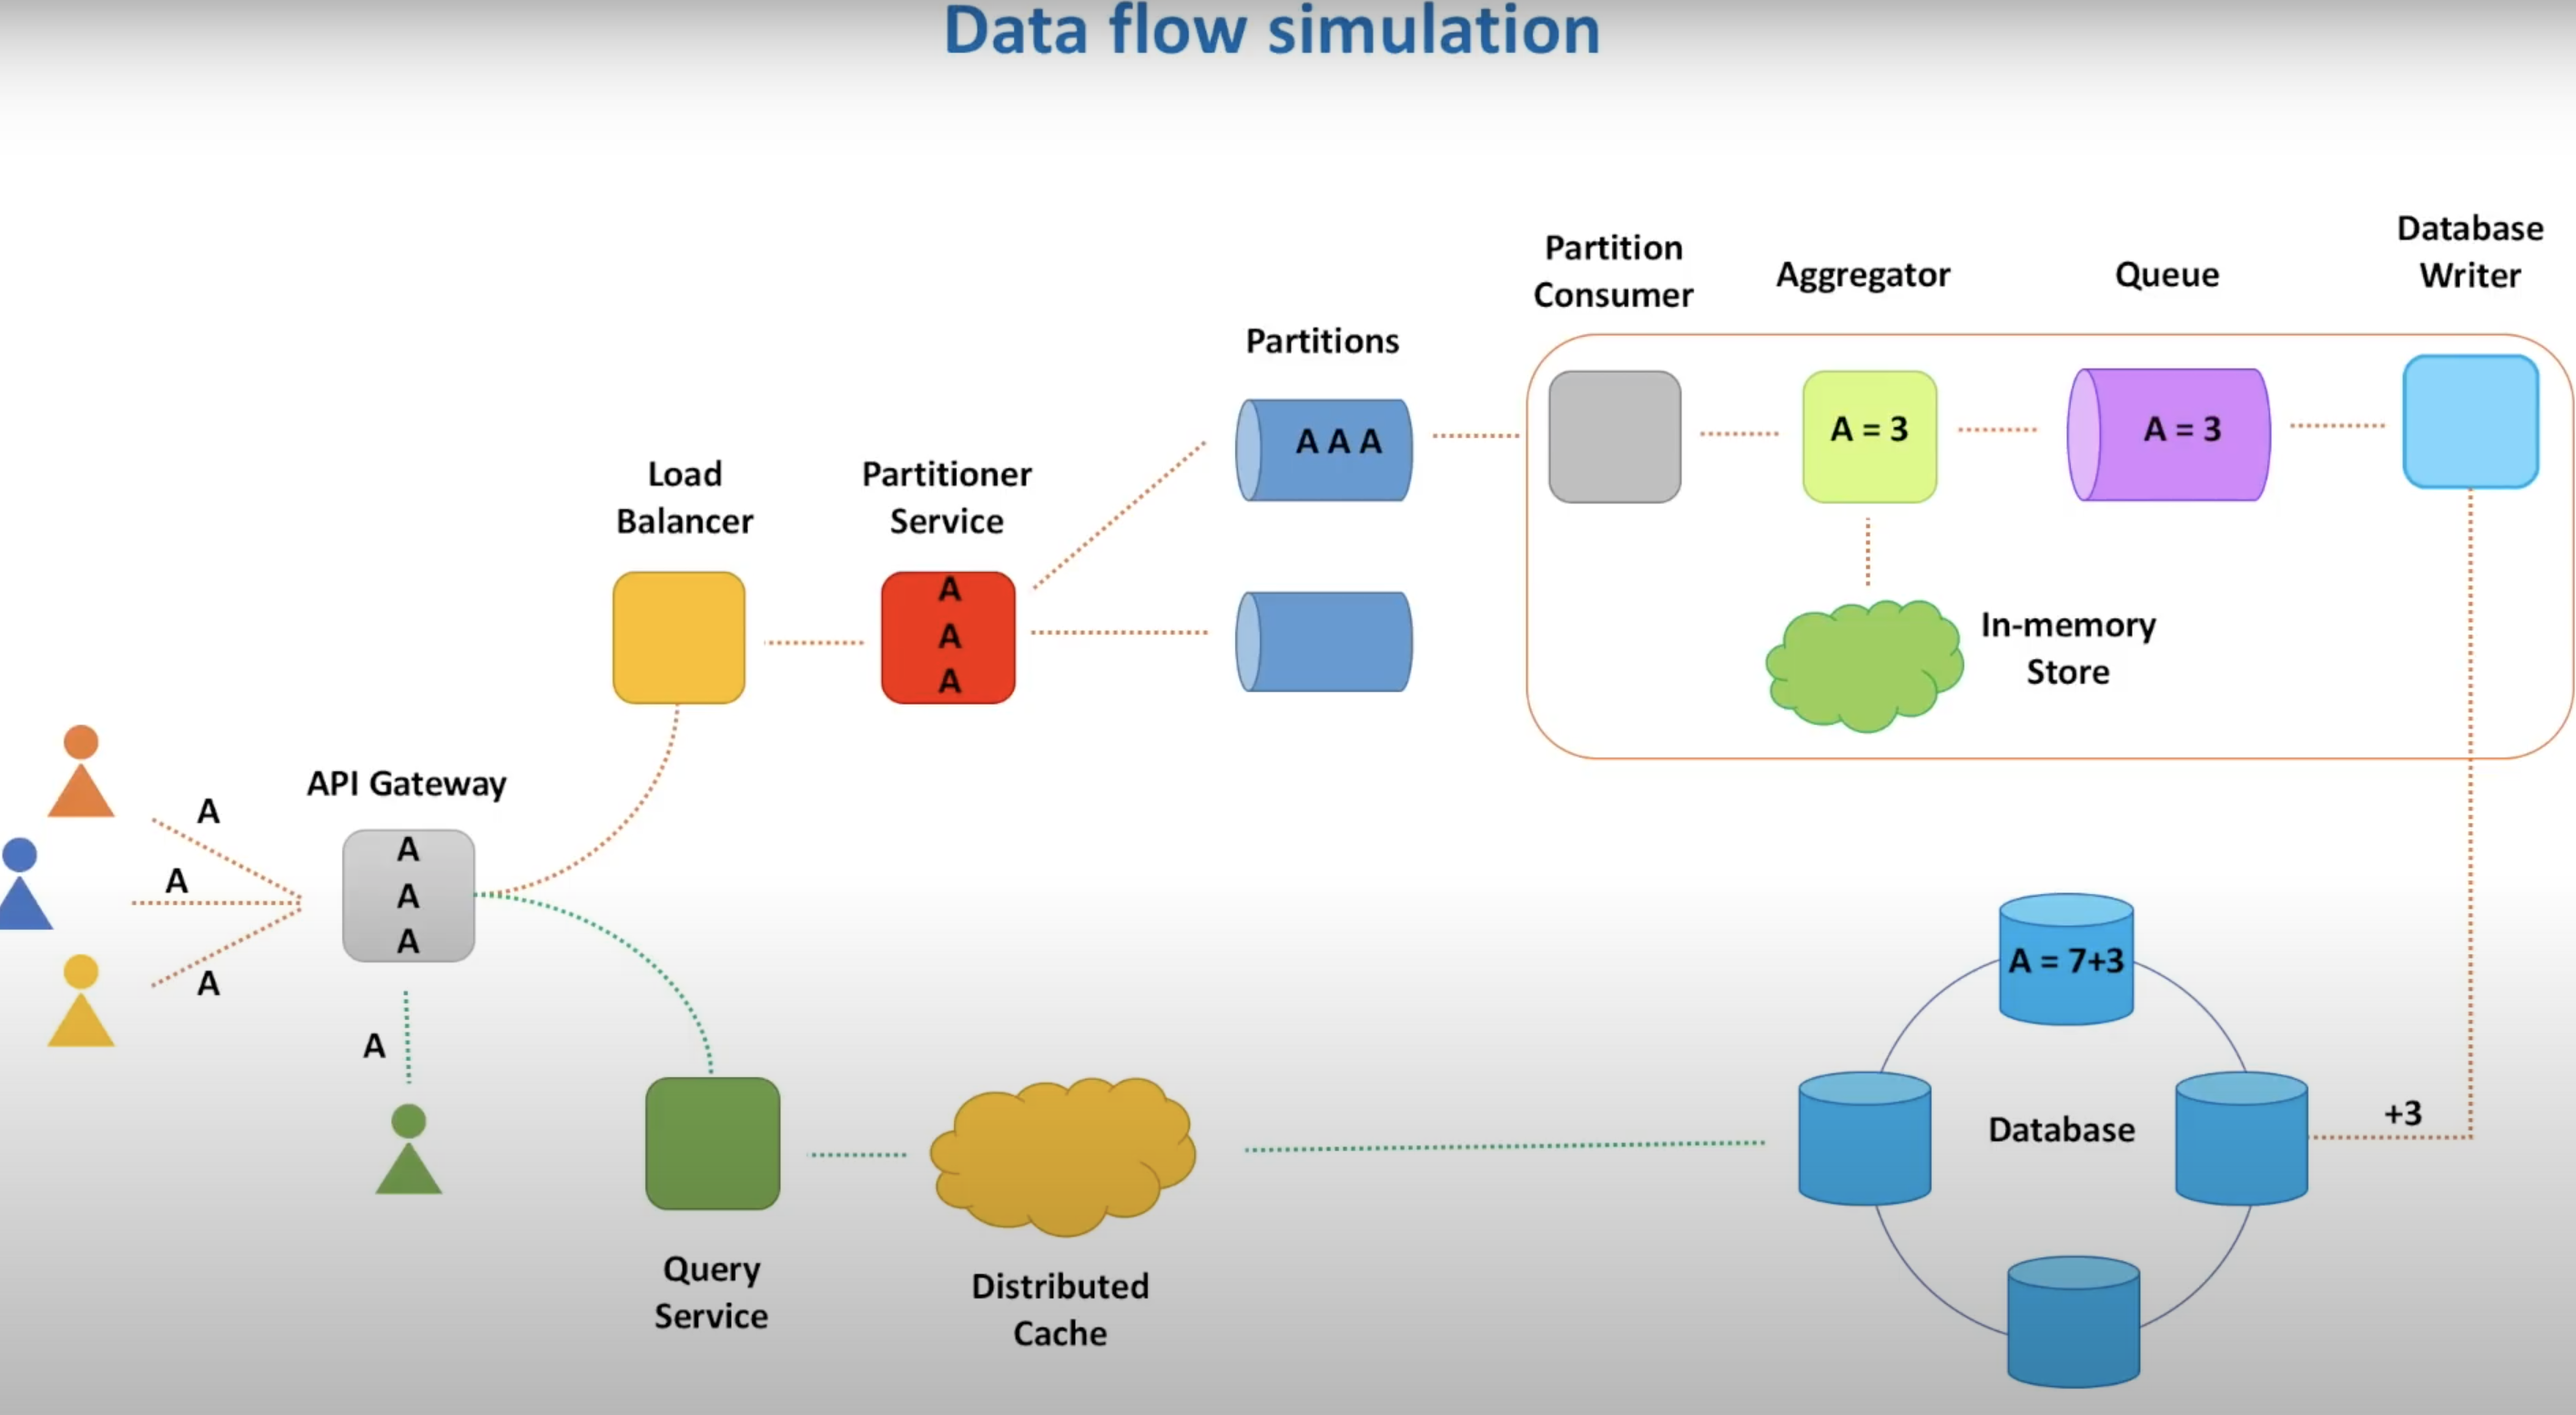 Data flow simulation
Database
Writer
Partition
Consumer
Aggregator
Queue
Partitions
A A A
A = 3
A = 3
Load
Balancer
Partitioner
Service
A
A
A
In-memory
Store
API Gateway
A
A
A
A
A
A
A
A = 7+3
Database
+3
Query
Service
Distributed
Cache